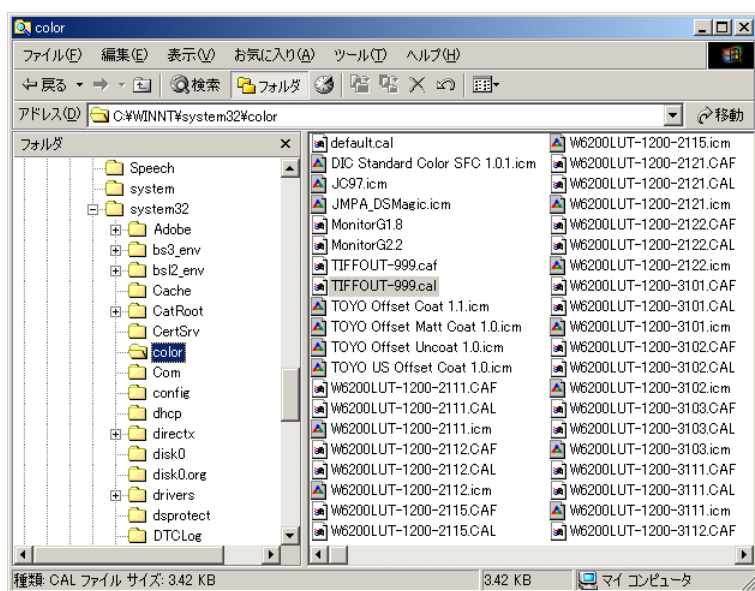 color
ファイル(F) 編集(E) 表示(V) お気に入り(A) ツール(T) ヘルプ(H)
戻る 検索 フォルダ
アドレス(D) C:¥WINNT¥system32¥color 移動
フォルダ
Speech
system
system32
Adobe
bs3_env
bsl2_env
Cache
CatRoot
CertSrv
color
Com
config
dhcp
directx
disk0
disk0.org
drivers
dsprotect
DTCLog
default.cal
DIC Standard Color SFC 1.0.1.icm
JC97.icm
JMPA_DSMagic.icm
MonitorG1.8
MonitorG2.2
TIFFOUT-999.caf
TIFFOUT-999.cal
TOYO Offset Coat 1.1.icm
TOYO Offset Matt Coat 1.0.icm
TOYO Offset Uncoat 1.0.icm
TOYO US Offset Coat 1.0.icm
W6200LUT-1200-2111.CAF
W6200LUT-1200-2111.CAL
W6200LUT-1200-2111.icm
W6200LUT-1200-2112.CAF
W6200LUT-1200-2112.CAL
W6200LUT-1200-2112.icm
W6200LUT-1200-2115.CAF
W6200LUT-1200-2115.CAL
W6200LUT-1200-2115.icm
W6200LUT-1200-2121.CAF
W6200LUT-1200-2121.CAL
W6200LUT-1200-2121.icm
W6200LUT-1200-2122.CAF
W6200LUT-1200-2122.CAL
W6200LUT-1200-2122.icm
W6200LUT-1200-3101.CAF
W6200LUT-1200-3101.CAL
W6200LUT-1200-3101.icm
W6200LUT-1200-3102.CAF
W6200LUT-1200-3102.CAL
W6200LUT-1200-3102.icm
W6200LUT-1200-3103.CAF
W6200LUT-1200-3103.CAL
W6200LUT-1200-3103.icm
W6200LUT-1200-3111.CAF
W6200LUT-1200-3111.CAL
W6200LUT-1200-3111.icm
W6200LUT-1200-3112.CAF
種類: CAL ファイル サイズ: 3.42 KB 3.42 KB マイ コンピュータ